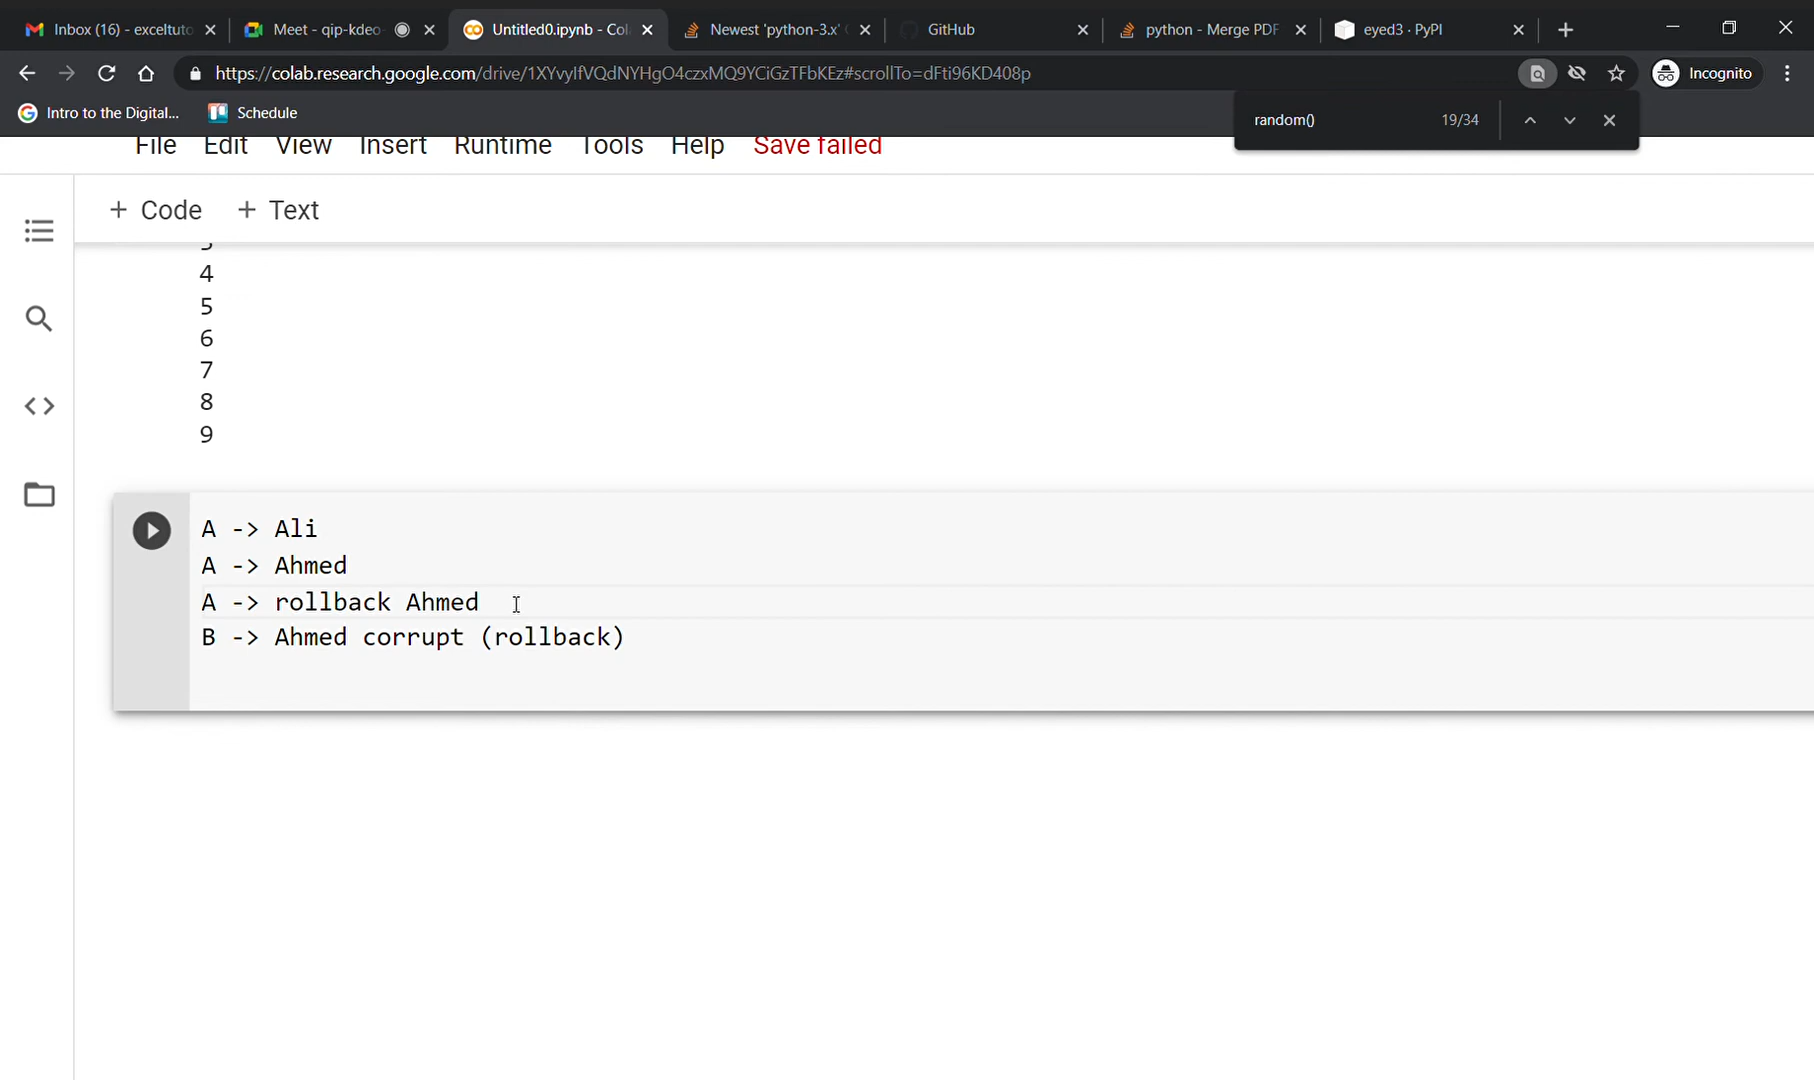 Inbox (16) - exceltuto
Meet - qip-kdeo
Untitled0.ipynb - Col
Newest 'python-3.x'
GitHub
python - Merge PDF
eyed3 · PyPI
https://colab.research.google.com/drive/1XYvyIfVQdNYHgO4czxMQ9YCiGzTFbKEz#scrollTo=dFti96KD408p
Incognito
Intro to the Digital...
Schedule
random()
19/34
File Edit View Insert Runtime Tools Help Save failed
+ Code + Text
4
5
6
7
8
9
A -> Ali
A -> Ahmed
A -> rollback Ahmed
B -> Ahmed corrupt (rollback)